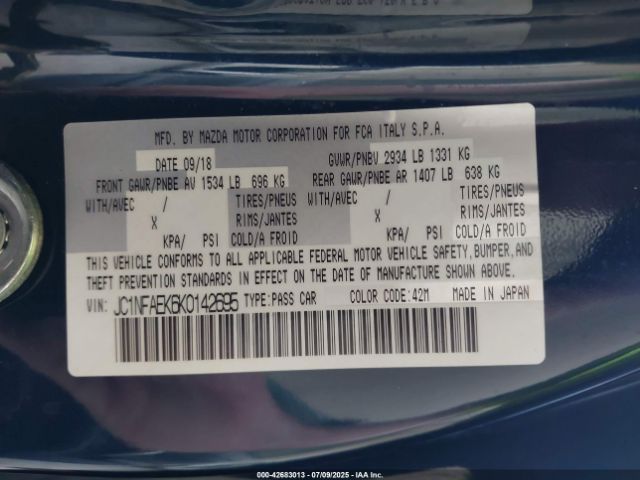 MFD. BY MAZDA MOTOR CORPORATION FOR FCA ITALY S.P.A.
DATE 09/18 GVWR/PNBV 2934 LB 1331 KG
FRONT GAWR/PNBE AV 1534 LB 696 KG REAR GAWR/PNBE AR 1407 LB 638 KG
WITH/AVEC / TIRES/PNEUS WITH/AVEC / TIRES/PNEUS
X RIMS/JANTES X RIMS/JANTES
KPA/ PSI COLD/A FROID KPA/ PSI COLD/A FROID
THIS VEHICLE CONFORMS TO ALL APPLICABLE FEDERAL MOTOR VEHICLE SAFETY, BUMPER, AND
THEFT PREVENTION STANDARDS IN EFFECT ON THE DATE OF MANUFACTURE SHOWN ABOVE.
VIN: JC1NFAEK6K0142695 TYPE:PASS CAR COLOR CODE:42M MADE IN JAPAN
000-42683013 - 07/09/2025 - IAA Inc.